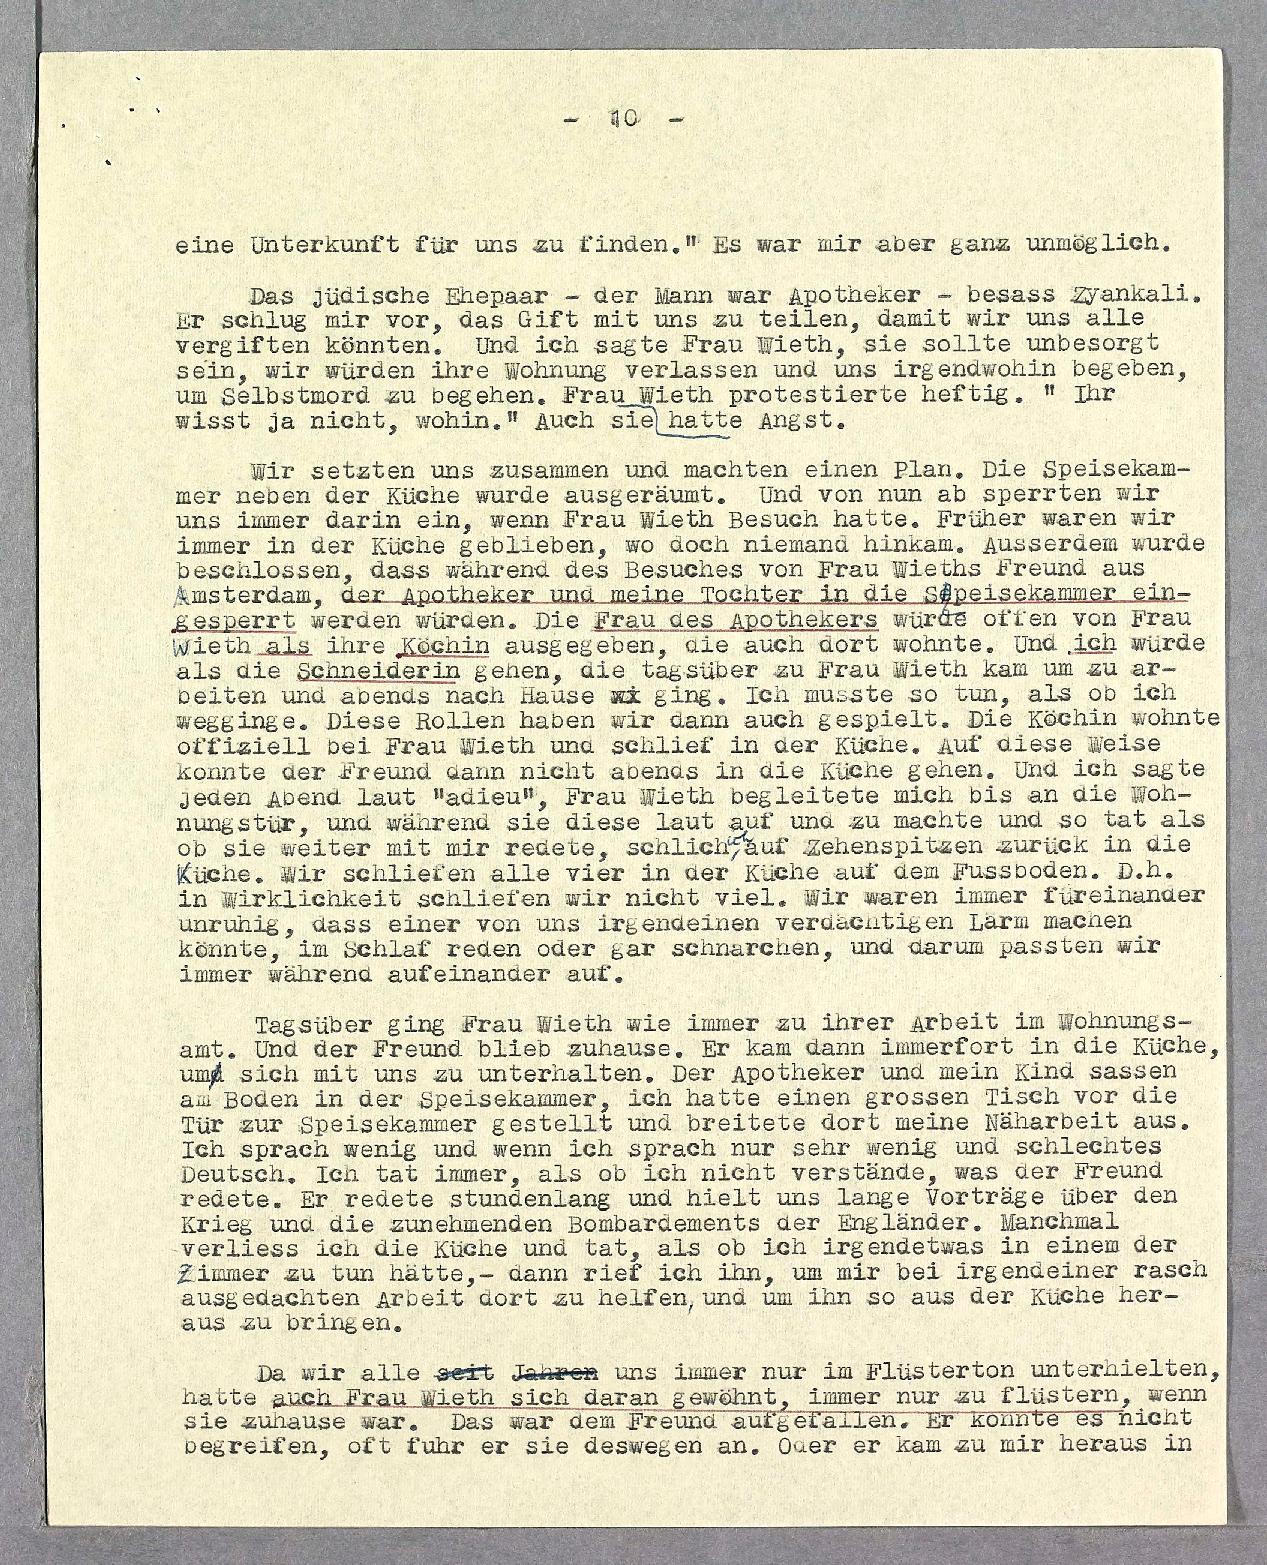 - 10 -
eine Unterkunft für uns zu finden." Es war mir aber ganz unmöglich.
Das jüdische Ehepaar - der Mann war Apotheker - besass Zyankali.
Er schlug mir vor, das Gift mit uns zu teilen, damit wir uns alle
vergiften könnten. Und ich sagte Frau Wieth, sie sollte unbesorgt
sein, wir würden ihre Wohnung verlassen und uns irgendwohin begeben,
um Selbstmord zu begehen. Frau Wieth protestierte heftig. " Ihr
wisst ja nicht, wohin." Auch sie hatte Angst.
Wir setzten uns zusammen und machten einen Plan. Die Speisekam-
mer neben der Küche wurde ausgeräumt. Und von nun ab sperrten wir
uns immer darin ein, wenn Frau Wieth Besuch hatte. Früher waren wir
immer in der Küche geblieben, wo doch niemand hinkam. Ausserdem wurde
beschlossen, dass während des Besuches von Frau Wieths Freund aus
Amsterdam, der Apotheker und meine Tochter in die Speisekammer ein-
gesperrt werden würden. Die Frau des Apothekers würde offen von Frau
Wieth als ihre Köchin ausgegeben, die auch dort wohnte. Und ich würde
als die Schneiderin gehen, die tagsüber zu Frau Wieth kam um zu ar-
beiten und abends nach Hause ging. Ich musste so tun, als ob ich
wegginge. Diese Rollen haben wir dann auch gespielt. Die Köchin wohnte
offiziell bei Frau Wieth und schlief in der Küche. Auf diese Weise
konnte der Freund dann nicht abends in die Küche gehen. Und ich sagte
jeden Abend laut "adieu", Frau Wieth begleitete mich bis an die Woh-
nungstür, und während sie diese laut auf und zu machte und so tat als
ob sie weiter mit mir redete, schlich ich auf Zehenspitzen zurück in die
Küche. Wir schliefen alle vier in der Küche auf dem Fussboden. D.h.
in Wirklichkeit schliefen wir nicht viel. Wir waren immer füreinander
unruhig, dass einer von uns irgendeinen verdächtigen Lärm machen
könnte, im Schlaf reden oder gar schnarchen, und darum passten wir
immer während aufeinander auf.
Tagsüber ging Frau Wieth wie immer zu ihrer Arbeit im Wohnungs-
amt. Und der Freund blieb zuhause. Er kam dann immerfort in die Küche,
um sich mit uns zu unterhalten. Der Apotheker und mein Kind sassen
am Boden in der Speisekammer, ich hatte einen grossen Tisch vor die
Tür zur Speisekammer gestellt und breitete dort meine Näharbeit aus.
Ich sprach wenig und wenn ich sprach nur sehr wenig und schlechtes
Deutsch. Ich tat immer, als ob ich nicht verstände, was der Freund
redete. Er redete stundenlang und hielt uns lange Vorträge über den
Krieg und die zunehmenden Bombardements der Engländer. Manchmal
verliess ich die Küche und tat, als ob ich irgendetwas in einem der
Zimmer zu tun hätte,- dann rief ich ihn, um mir bei irgendeiner rasch
ausgedachten Arbeit dort zu helfen, und um ihn so aus der Küche her-
aus zu bringen.
Da wir alle seit Jahren uns immer nur im Flüsterton unterhielten,
hatte auch Frau Wieth sich daran gewöhnt, immer nur zu flüstern, wenn
sie zuhause war. Das war dem Freund aufgefallen. Er konnte es nicht
begreifen, oft fuhr er sie deswegen an. Oder er kam zu mir heraus in